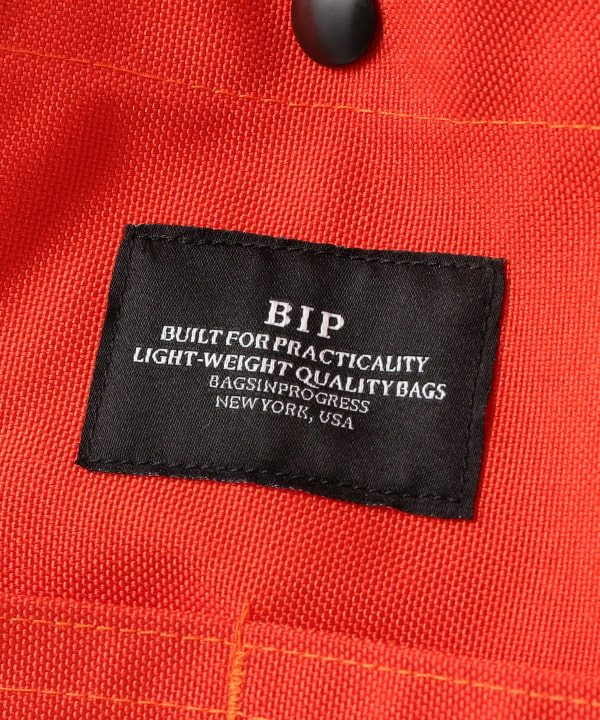 BIP
BUILT FOR PRACTICALITY
LIGHT-WEIGHT QUALITY BAGS
BAGSINPROGRESS
NEW YORK, USA